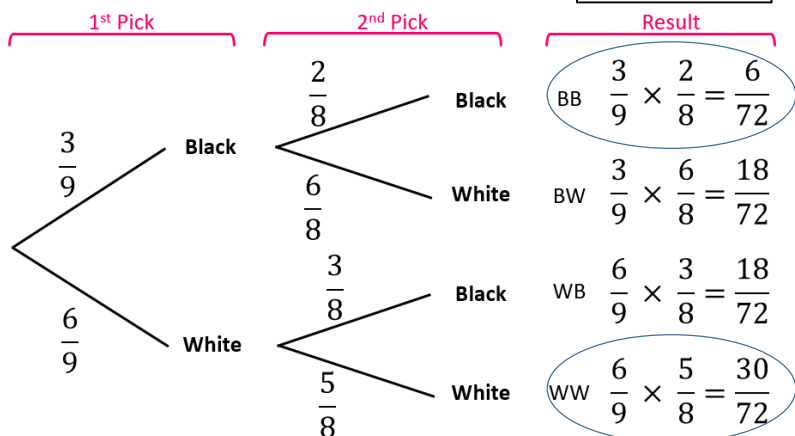 1st Pick 2nd Pick Result
2/8 Black BB 3/9 × 2/8 = 6/72
3/9 Black
6/8 White BW 3/9 × 6/8 = 18/72
3/8 Black WB 6/9 × 3/8 = 18/72
6/9 White
5/8 White WW 6/9 × 5/8 = 30/72